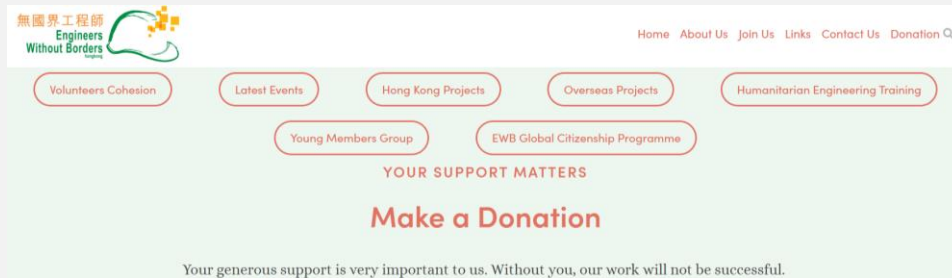 無國界工程師
Engineers
Without Borders
hongkong
Home About Us Join Us Links Contact Us Donation
Volunteers Cohesion Latest Events Hong Kong Projects Overseas Projects Humanitarian Engineering Training
Young Members Group EWB Global Citizenship Programme
YOUR SUPPORT MATTERS
Make a Donation
Your generous support is very important to us. Without you, our work will not be successful.